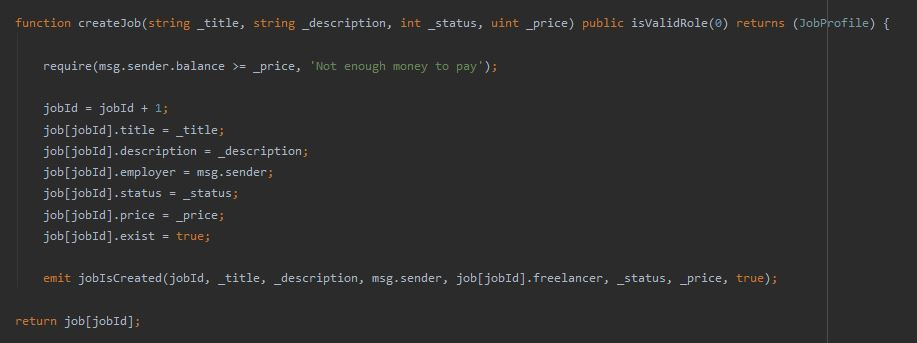 function createJob(string _title, string _description, int _status, uint _price) public isValidRole(0) returns (JobProfile) {
require(msg.sender.balance >= _price, 'Not enough money to pay');
jobId = jobId + 1;
job[jobId].title = _title;
job[jobId].description = _description;
job[jobId].employer = msg.sender;
job[jobId].status = _status;
job[jobId].price = _price;
job[jobId].exist = true;
emit jobIsCreated(jobId, _title, _description, msg.sender, job[jobId].freelancer, _status, _price, true);
return job[jobId];